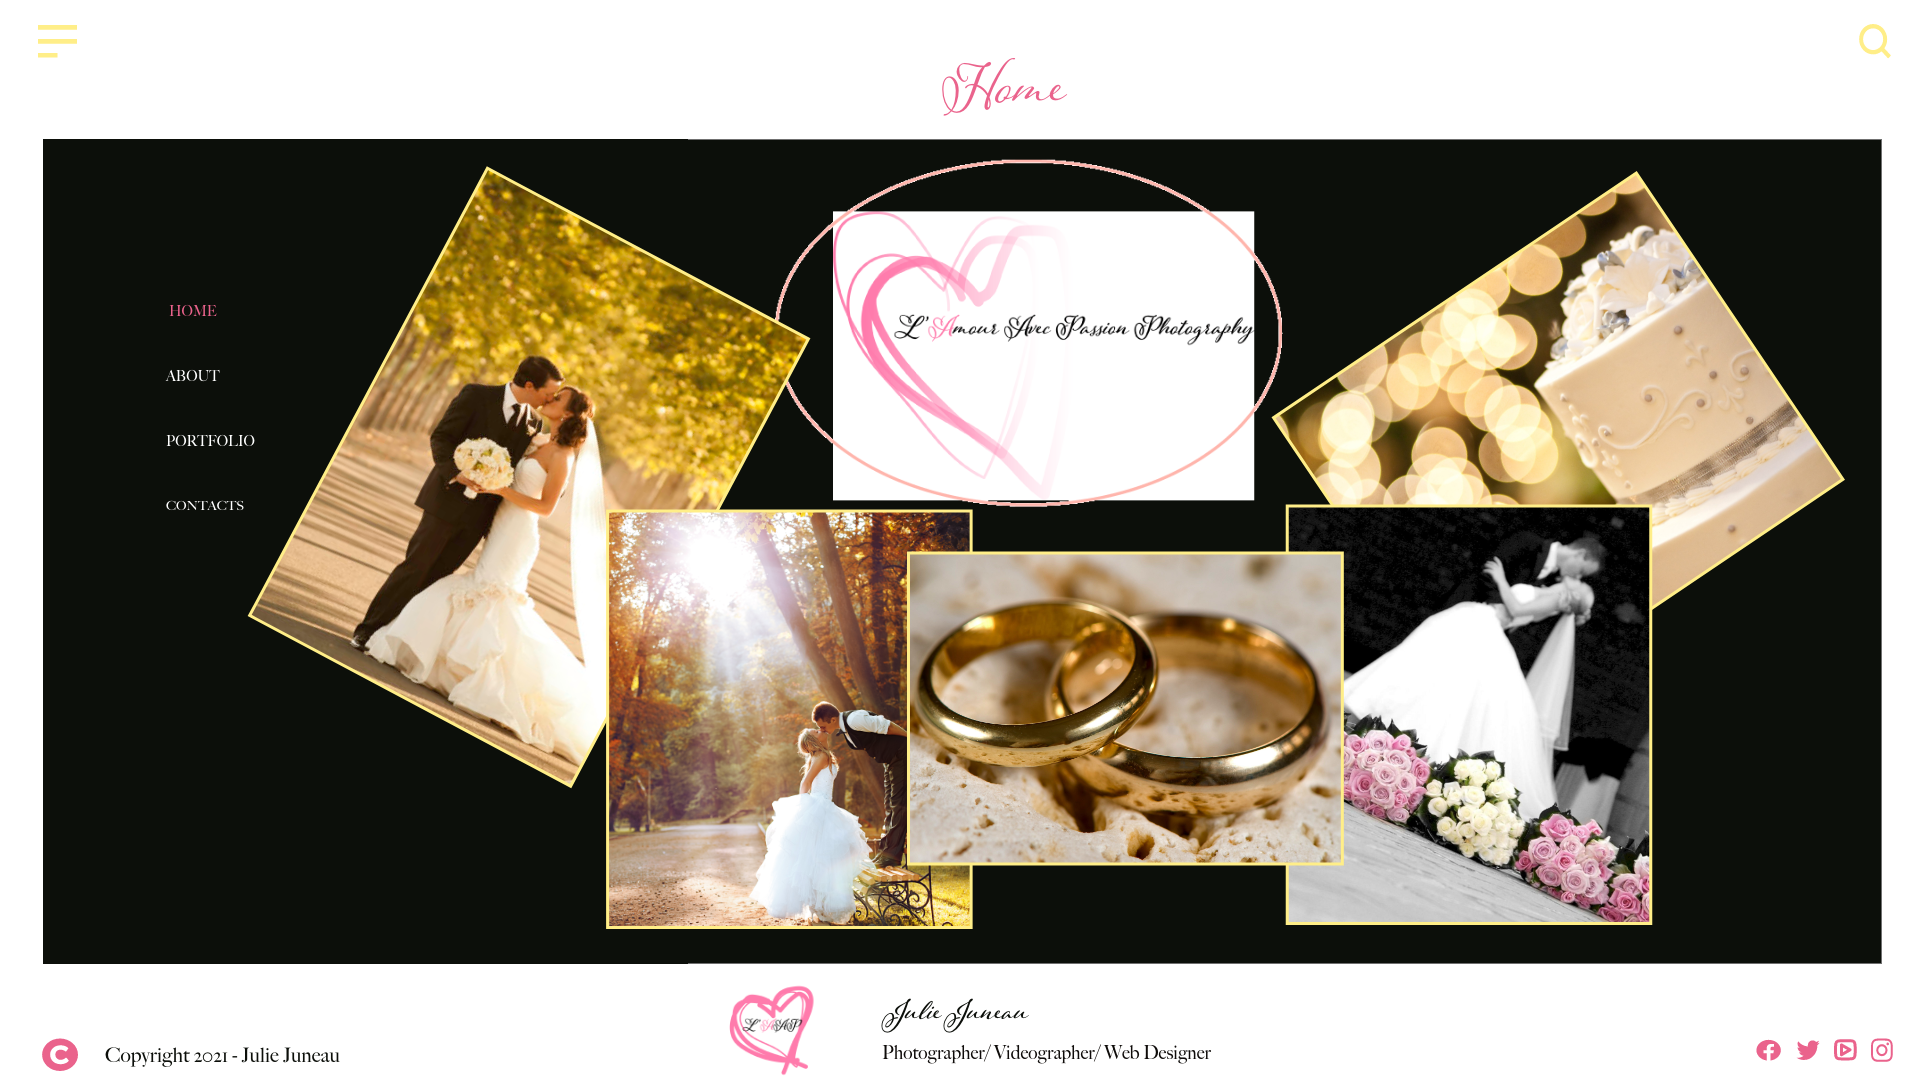 Home
L'Amour Avec Passion Photography
HOME
ABOUT
PORTFOLIO
CONTACTS
L'AAP
Julie Juneau
Photographer/Videographer/Web Designer
C
Copyright 2021 - Julie Juneau